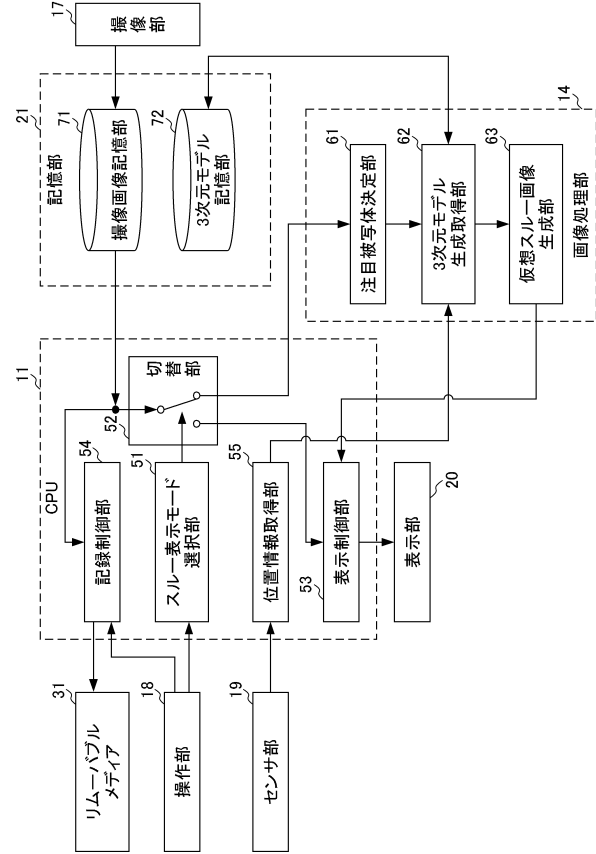 31
リムーバブル
メディア
18
操作部
19
センサ部
11
CPU
54
記録制御部
51
スルー表示モード
選択部
55
位置情報取得部
53
表示制御部
52
切替部
20
表示部
21
記憶部
71
撮像画像記憶部
72
3次元モデル
記憶部
17
撮像部
14
61
注目被写体決定部
62
3次元モデル
生成取得部
63
仮想スルー画像
生成部
画像処理部